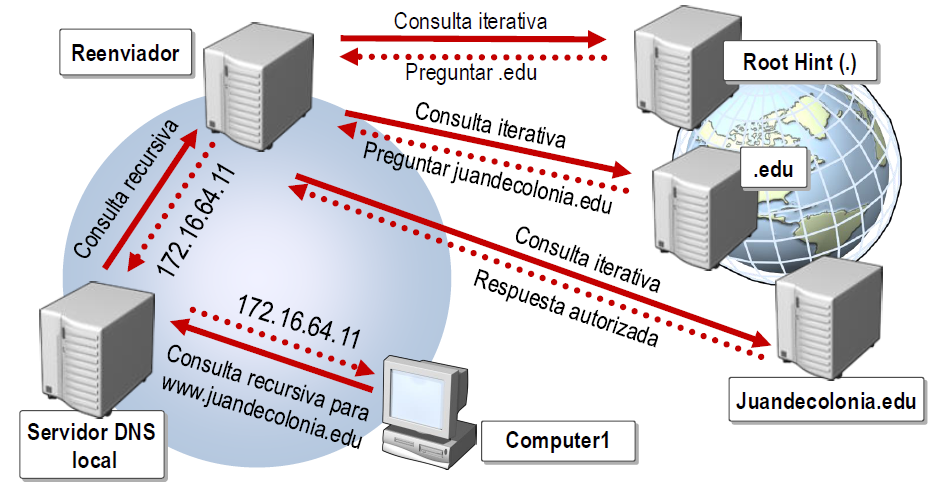 Consulta iterativa
Reenviador
Preguntar .edu
Root Hint (.)
Consulta iterativa
Preguntar juandecolonia.edu
.edu
Consulta recursiva
172.16.64.11
Consulta iterativa
Respuesta autorizada
172.16.64.11
Consulta recursiva para
www.juandecolonia.edu
Juandecolonia.edu
Servidor DNS
local
Computer1